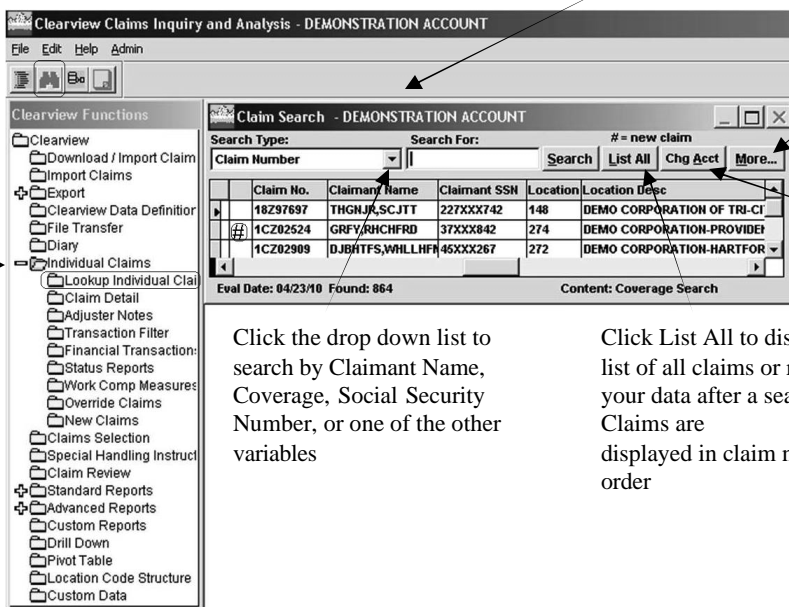 Clearview Claims Inquiry and Analysis - DEMONSTRATION ACCOUNT
File Edit Help Admin
Clearview Functions
Clearview
Download / Import Claim
Import Claims
Export
Clearview Data Definition
File Transfer
Diary
Individual Claims
Lookup Individual Clai
Claim Detail
Adjuster Notes
Transaction Filter
Financial Transaction
Status Reports
Work Comp Measures
Override Claims
New Claims
Claims Selection
Special Handling Instruct
Claim Review
Standard Reports
Advanced Reports
Custom Reports
Drill Down
Pivot Table
Location Code Structure
Custom Data
Claim Search - DEMONSTRATION ACCOUNT
Search Type: Search For: # = new claim
Claim Number Search List All Chg Acct More...
Claim No. Claimant Name Claimant SSN Location Location Desc
18Z97697 THGNJR,SCJTT 227XXX742 148 DEMO CORPORATION OF TRI-CI
# 1CZ02524 GRFY,RHCHFRD 37XXX842 274 DEMO CORPORATION-PROVIDEN
1CZ02909 DJBHTFS,WHLLHFN 45XXX267 272 DEMO CORPORATION-HARTFOR
Eval Date: 04/23/10 Found: 864 Content: Coverage Search
Click the drop down list to
search by Claimant Name,
Coverage, Social Security
Number, or one of the other
variables
Click List All to dis
list of all claims or
your data after a sea
Claims are
displayed in claim
order